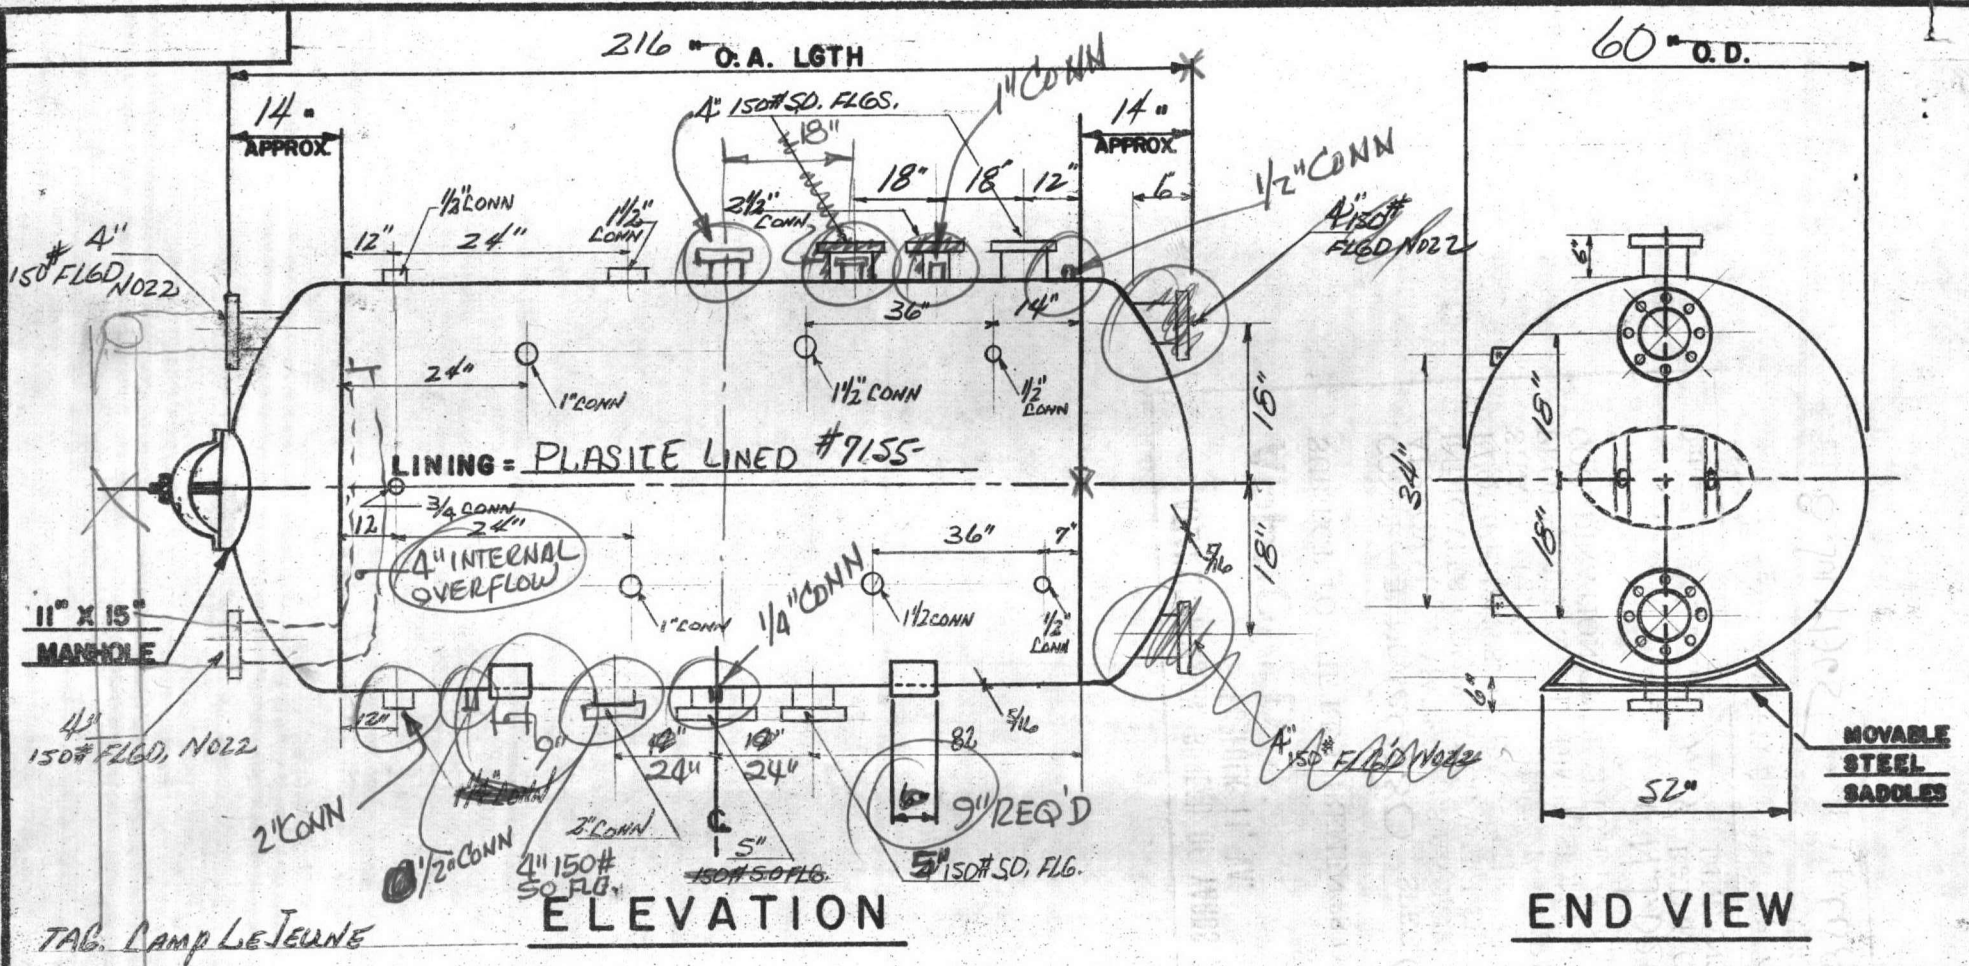 216 " O.A. LGTH
60 " O.D.
14 "
APPROX.
4" 150# SO. FLGS.
1" CONN
18"
14 "
APPROX.
1/2" CONN
6"
1/2" CONN
1 1/2"
CONN
2 1/2"
CONN
18"
18"
12"
12"
24"
4"
150# FLGD NOZZ
4" 150#
FLGD NOZZ
6"
36"
14"
24"
1" CONN
1 1/2" CONN
1/2"
CONN
18"
34"
18"
LINING = PLASITE LINED #7155
3/4 CONN
12
24"
4" INTERNAL
OVERFLOW
36"
7"
5/16
18"
18"
11" X 15"
MANHOLE
1" CONN
1/4" CONN
1 1/2 CONN
1/2"
CONN
12"
9"
24"
24"
82
5/16
6"
4"
150# FLGD, NOZZ
4"
150# FLG'D NOZZ
MOVABLE
STEEL
SADDLES
52"
6"
9" REQ'D
2" CONN
1/2" CONN
4" 150#
SO FLG.
2" CONN
C
L
5"
150# SO FLG.
150# SO. FLG.
ELEVATION
END VIEW
TAG. CAMP LEJEUNE